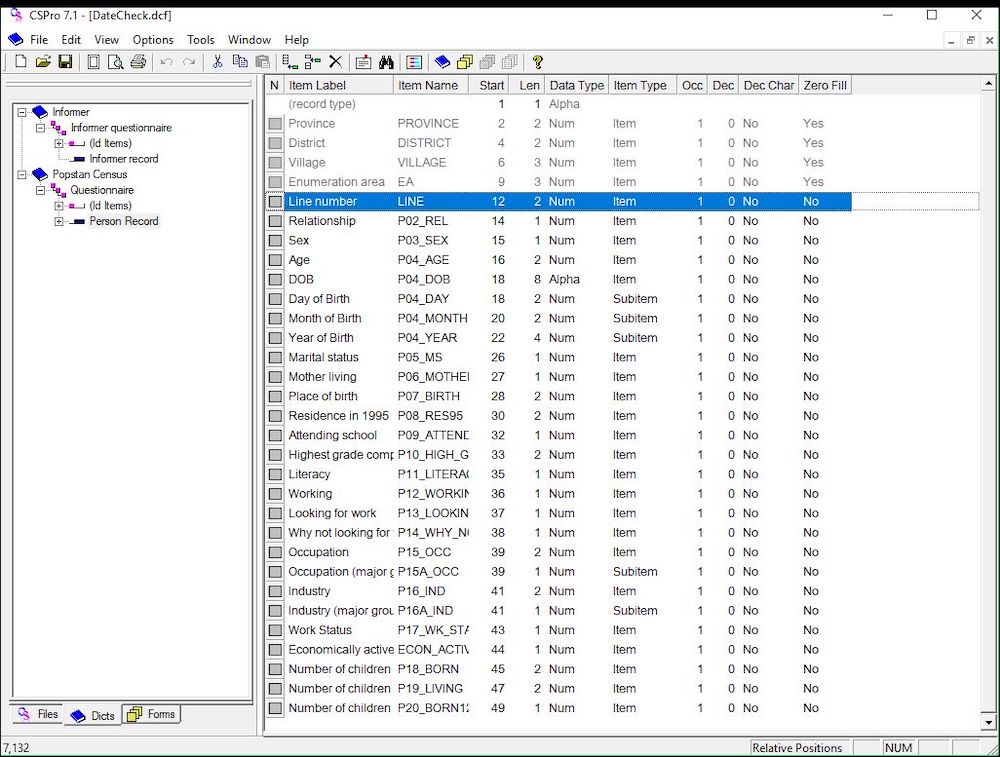 CSPro 7.1 - [DateCheck.dcf]
File Edit View Options Tools Window Help
Informer
Informer questionnaire
(Id Items)
Informer record
Popstan Census
Questionnaire
(Id Items)
Person Record
Files Dicts Forms
N Item Label Item Name Start Len Data Type Item Type Occ Dec Dec Char Zero Fill
(record type) 1 1 Alpha
Province PROVINCE 2 2 Num Item 1 0 No Yes
District DISTRICT 4 2 Num Item 1 0 No Yes
Village VILLAGE 6 3 Num Item 1 0 No Yes
Enumeration area EA 9 3 Num Item 1 0 No Yes
Line number LINE 12 2 Num Item 1 0 No No
Relationship P02_REL 14 1 Num Item 1 0 No No
Sex P03_SEX 15 1 Num Item 1 0 No No
Age P04_AGE 16 2 Num Item 1 0 No No
DOB P04_DOB 18 8 Alpha Item 1 0 No No
Day of Birth P04_DAY 18 2 Num Subitem 1 0 No No
Month of Birth P04_MONTH 20 2 Num Subitem 1 0 No No
Year of Birth P04_YEAR 22 4 Num Subitem 1 0 No No
Marital status P05_MS 26 1 Num Item 1 0 No No
Mother living P06_MOTHE 27 1 Num Item 1 0 No No
Place of birth P07_BIRTH 28 2 Num Item 1 0 No No
Residence in 1995 P08_RES95 30 2 Num Item 1 0 No No
Attending school P09_ATTEND 32 1 Num Item 1 0 No No
Highest grade comp P10_HIGH_G 33 2 Num Item 1 0 No No
Literacy P11_LITERA 35 1 Num Item 1 0 No No
Working P12_WORKIN 36 1 Num Item 1 0 No No
Looking for work P13_LOOKIN 37 1 Num Item 1 0 No No
Why not looking for P14_WHY_N 38 1 Num Item 1 0 No No
Occupation P15_OCC 39 2 Num Item 1 0 No No
Occupation (major g P15A_OCC 39 1 Num Subitem 1 0 No No
Industry P16_IND 41 2 Num Item 1 0 No No
Industry (major grou P16A_IND 41 1 Num Subitem 1 0 No No
Work Status P17_WK_STA 43 1 Num Item 1 0 No No
Economically active ECON_ACTIV 44 1 Num Item 1 0 No No
Number of children P18_BORN 45 2 Num Item 1 0 No No
Number of children P19_LIVING 47 2 Num Item 1 0 No No
Number of children P20_BORN12 49 1 Num Item 1 0 No No
7,132 Relative Positions NUM